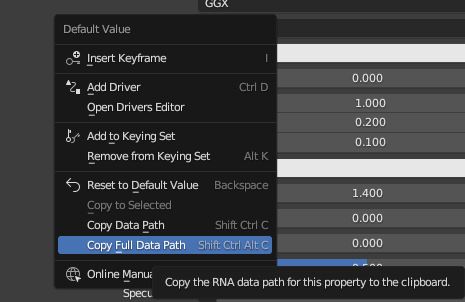 GGX
Default Value
Insert Keyframe I
Add Driver Ctrl D
Open Drivers Editor
Add to Keying Set
Remove from Keying Set Alt K
Reset to Default Value Backspace
Copy to Selected
Copy Data Path Shift Ctrl C
Copy Full Data Path Shift Ctrl Alt C
Online Manua
Copy the RNA data path for this property to the clipboard.
Specu
0.000
1.000
0.200
0.100
1.400
0.000
0.000